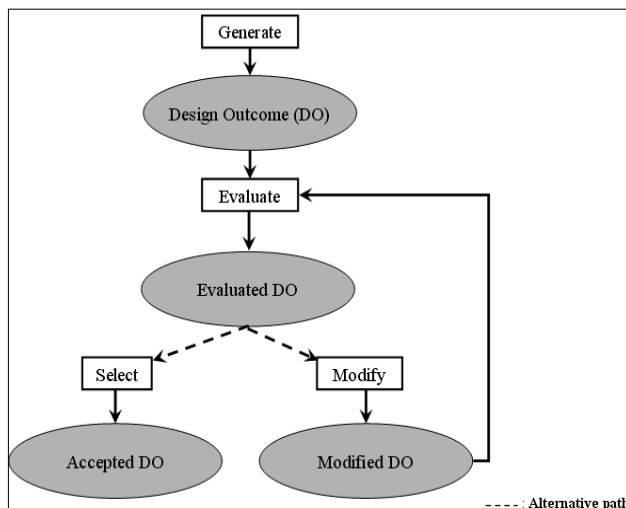 Generate
Design Outcome (DO)
Evaluate
Evaluated DO
Select
Modify
Accepted DO
Modified DO
: Alternative path